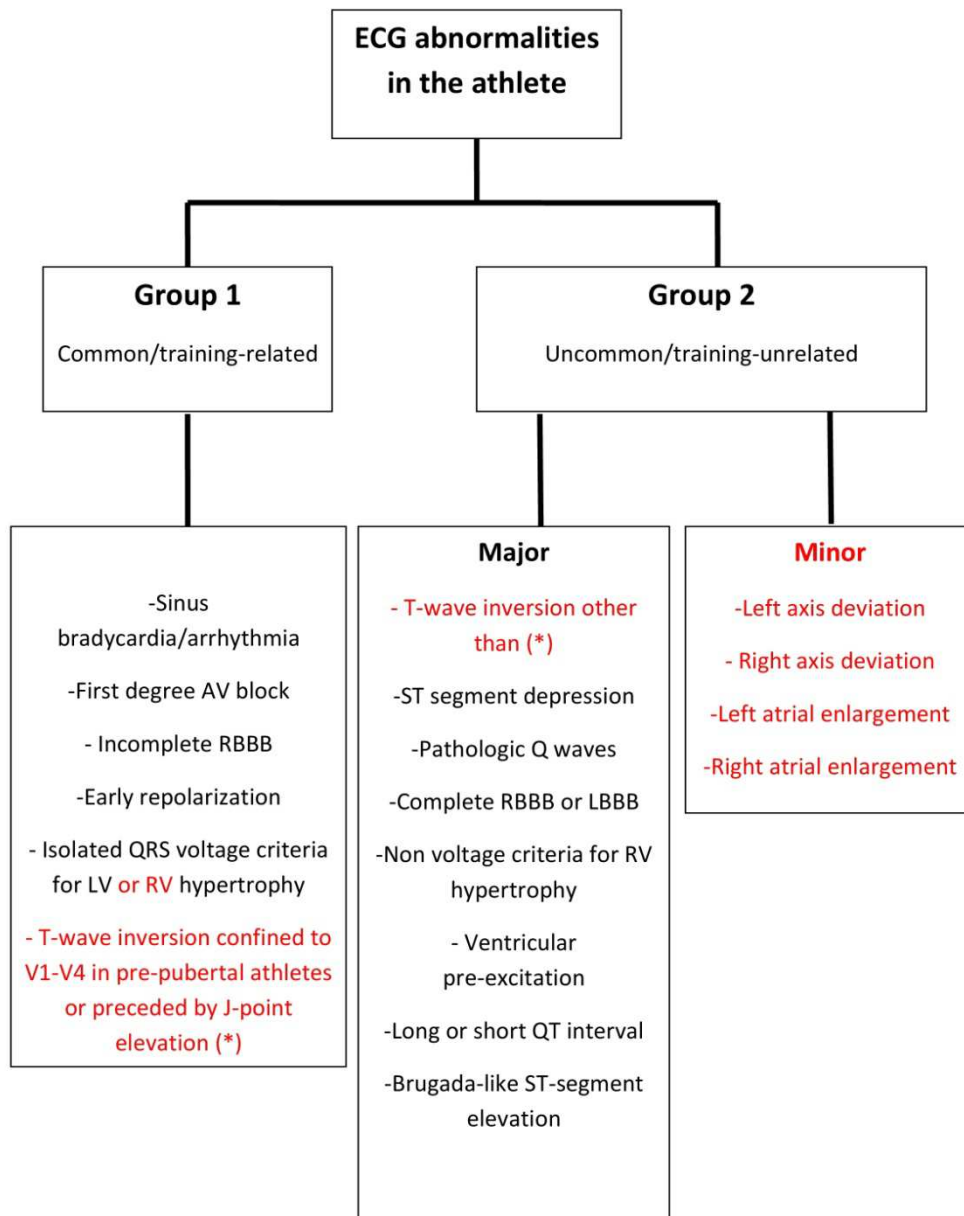 ECG abnormalities
in the athlete
Group 1
Common/training-related
Group 2
Uncommon/training-unrelated
-Sinus
bradycardia/arrhythmia
-First degree AV block
- Incomplete RBBB
-Early repolarization
- Isolated QRS voltage criteria
for LV or RV hypertrophy
- T-wave inversion confined to
V1-V4 in pre-pubertal athletes
or preceded by J-point
elevation (*)
Major
- T-wave inversion other
than (*)
-ST segment depression
-Pathologic Q waves
-Complete RBBB or LBBB
-Non voltage criteria for RV
hypertrophy
- Ventricular
pre-excitation
-Long or short QT interval
-Brugada-like ST-segment
elevation
Minor
-Left axis deviation
- Right axis deviation
-Left atrial enlargement
-Right atrial enlargement